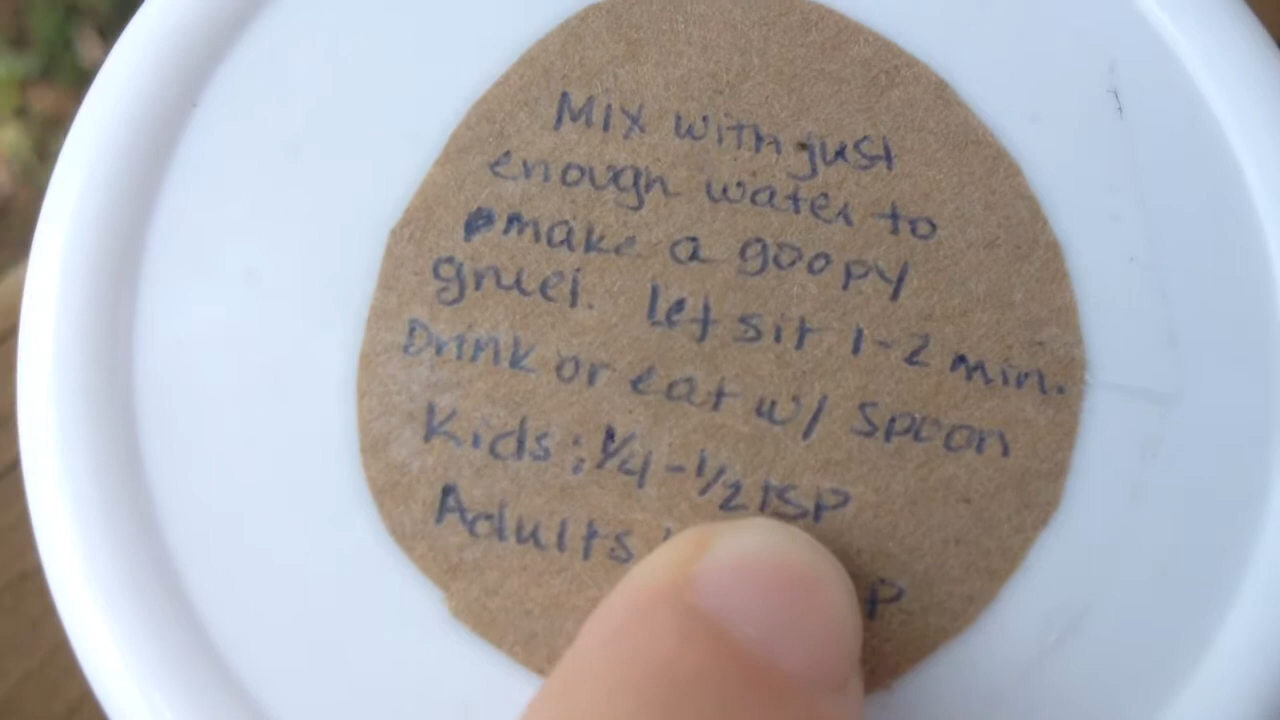 Mix with just
enough water to
make a goopy
gruel. Let sit 1-2 min.
Drink or eat w/ spoon
Kids: 1/4-1/2 tsp
Adults